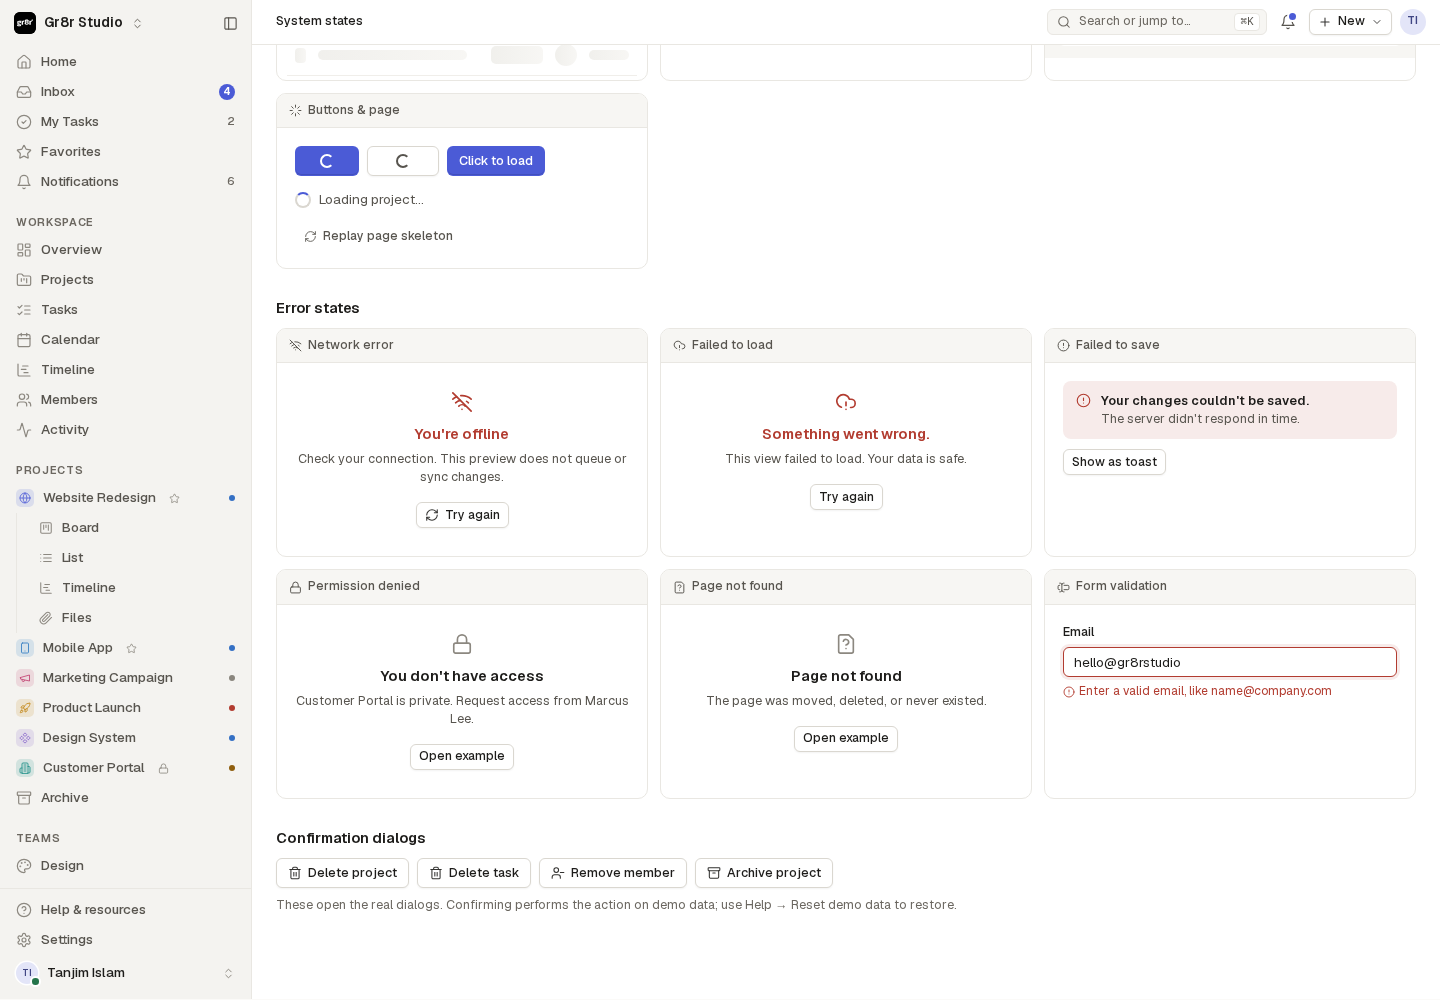 gr8r
Gr8r Studio
System states
Search or jump to...
⌘K
New
TI
Home
Inbox
4
My Tasks
2
Favorites
Notifications
6
WORKSPACE
Overview
Projects
Tasks
Calendar
Timeline
Members
Activity
PROJECTS
Website Redesign
Board
List
Timeline
Files
Mobile App
Marketing Campaign
Product Launch
Design System
Customer Portal
Archive
TEAMS
Design
Help & resources
Settings
TI
Tanjim Islam
Buttons & page
Click to load
Loading project...
Replay page skeleton
Error states
Network error
You're offline
Check your connection. This preview does not queue or
sync changes.
Try again
Failed to load
Something went wrong.
This view failed to load. Your data is safe.
Try again
Failed to save
Your changes couldn't be saved.
The server didn't respond in time.
Show as toast
Permission denied
You don't have access
Customer Portal is private. Request access from Marcus
Lee.
Open example
Page not found
Page not found
The page was moved, deleted, or never existed.
Open example
Form validation
Email
hello@gr8rstudio
Enter a valid email, like name@company.com
Confirmation dialogs
Delete project
Delete task
Remove member
Archive project
These open the real dialogs. Confirming performs the action on demo data; use Help → Reset demo data to restore.